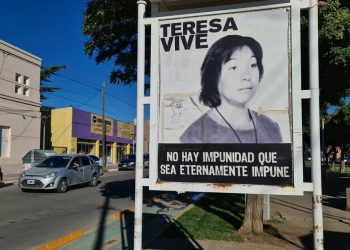 TERESA
VIVE
NO HAY IMPUNIDAD QUE
SEA ETERNAMENTE IMPUNE